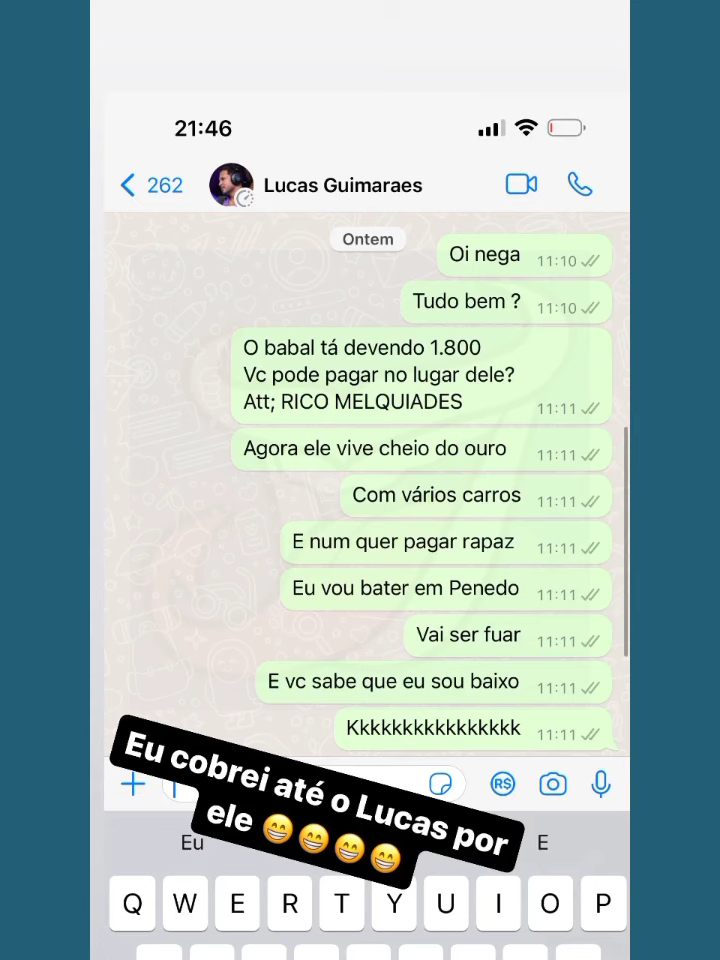 21:46
262
Lucas Guimaraes
Ontem
Oi nega 11:10
Tudo bem ? 11:10
O babal tá devendo 1.800
Vc pode pagar no lugar dele?
Att; RICO MELQUIADES 11:11
Agora ele vive cheio do ouro 11:11
Com vários carros 11:11
E num quer pagar rapaz 11:11
Eu vou bater em Penedo 11:11
Vai ser fuar 11:11
E vc sabe que eu sou baixo 11:11
Kkkkkkkkkkkkkkkk 11:11
Eu cobrei até o Lucas por
ele 😁😁😁😁
R$
Eu E
Q W E R T Y U I O P